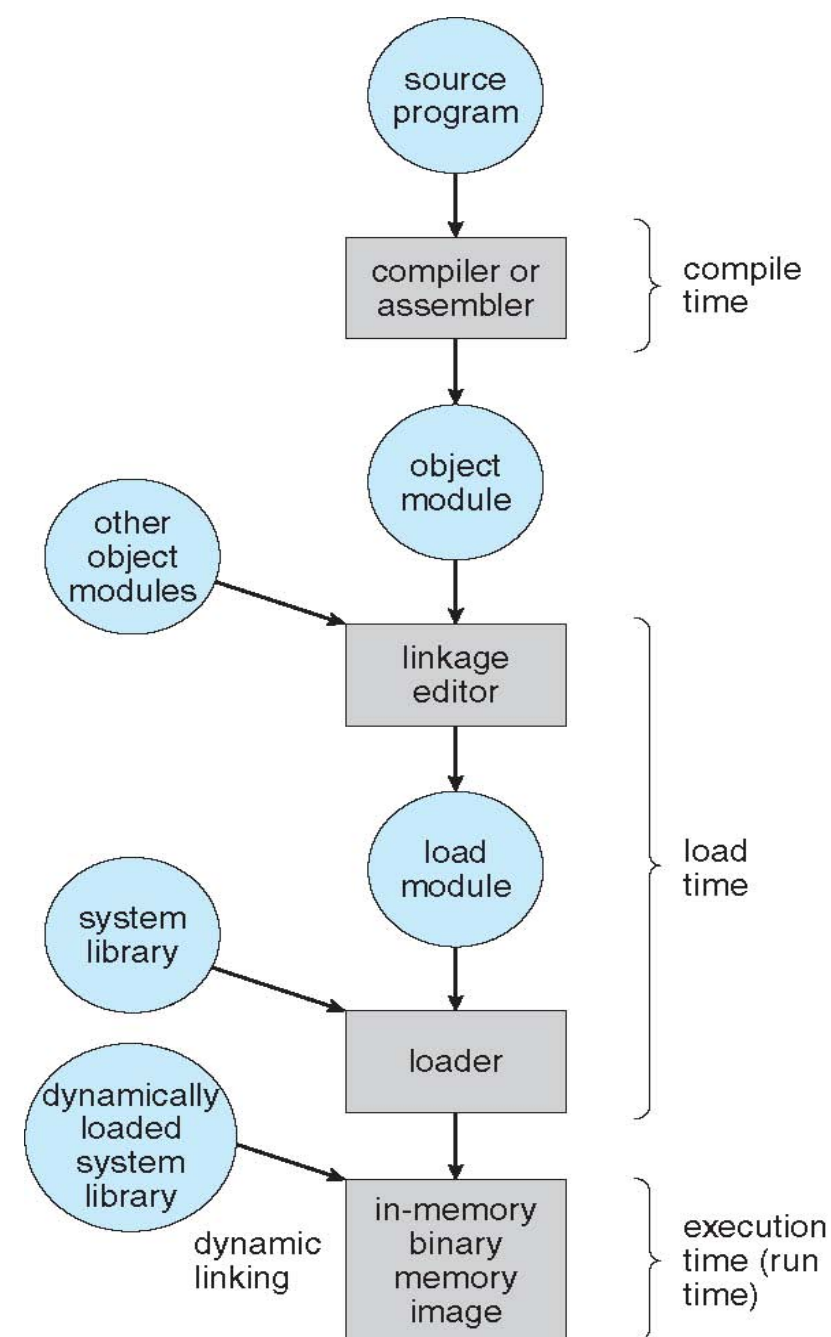 source
program
compiler or
assembler
compile
time
object
module
other
object
modules
linkage
editor
load
module
load
time
system
library
loader
dynamically
loaded
system
library
dynamic
linking
in-memory
binary
memory
image
execution
time (run
time)